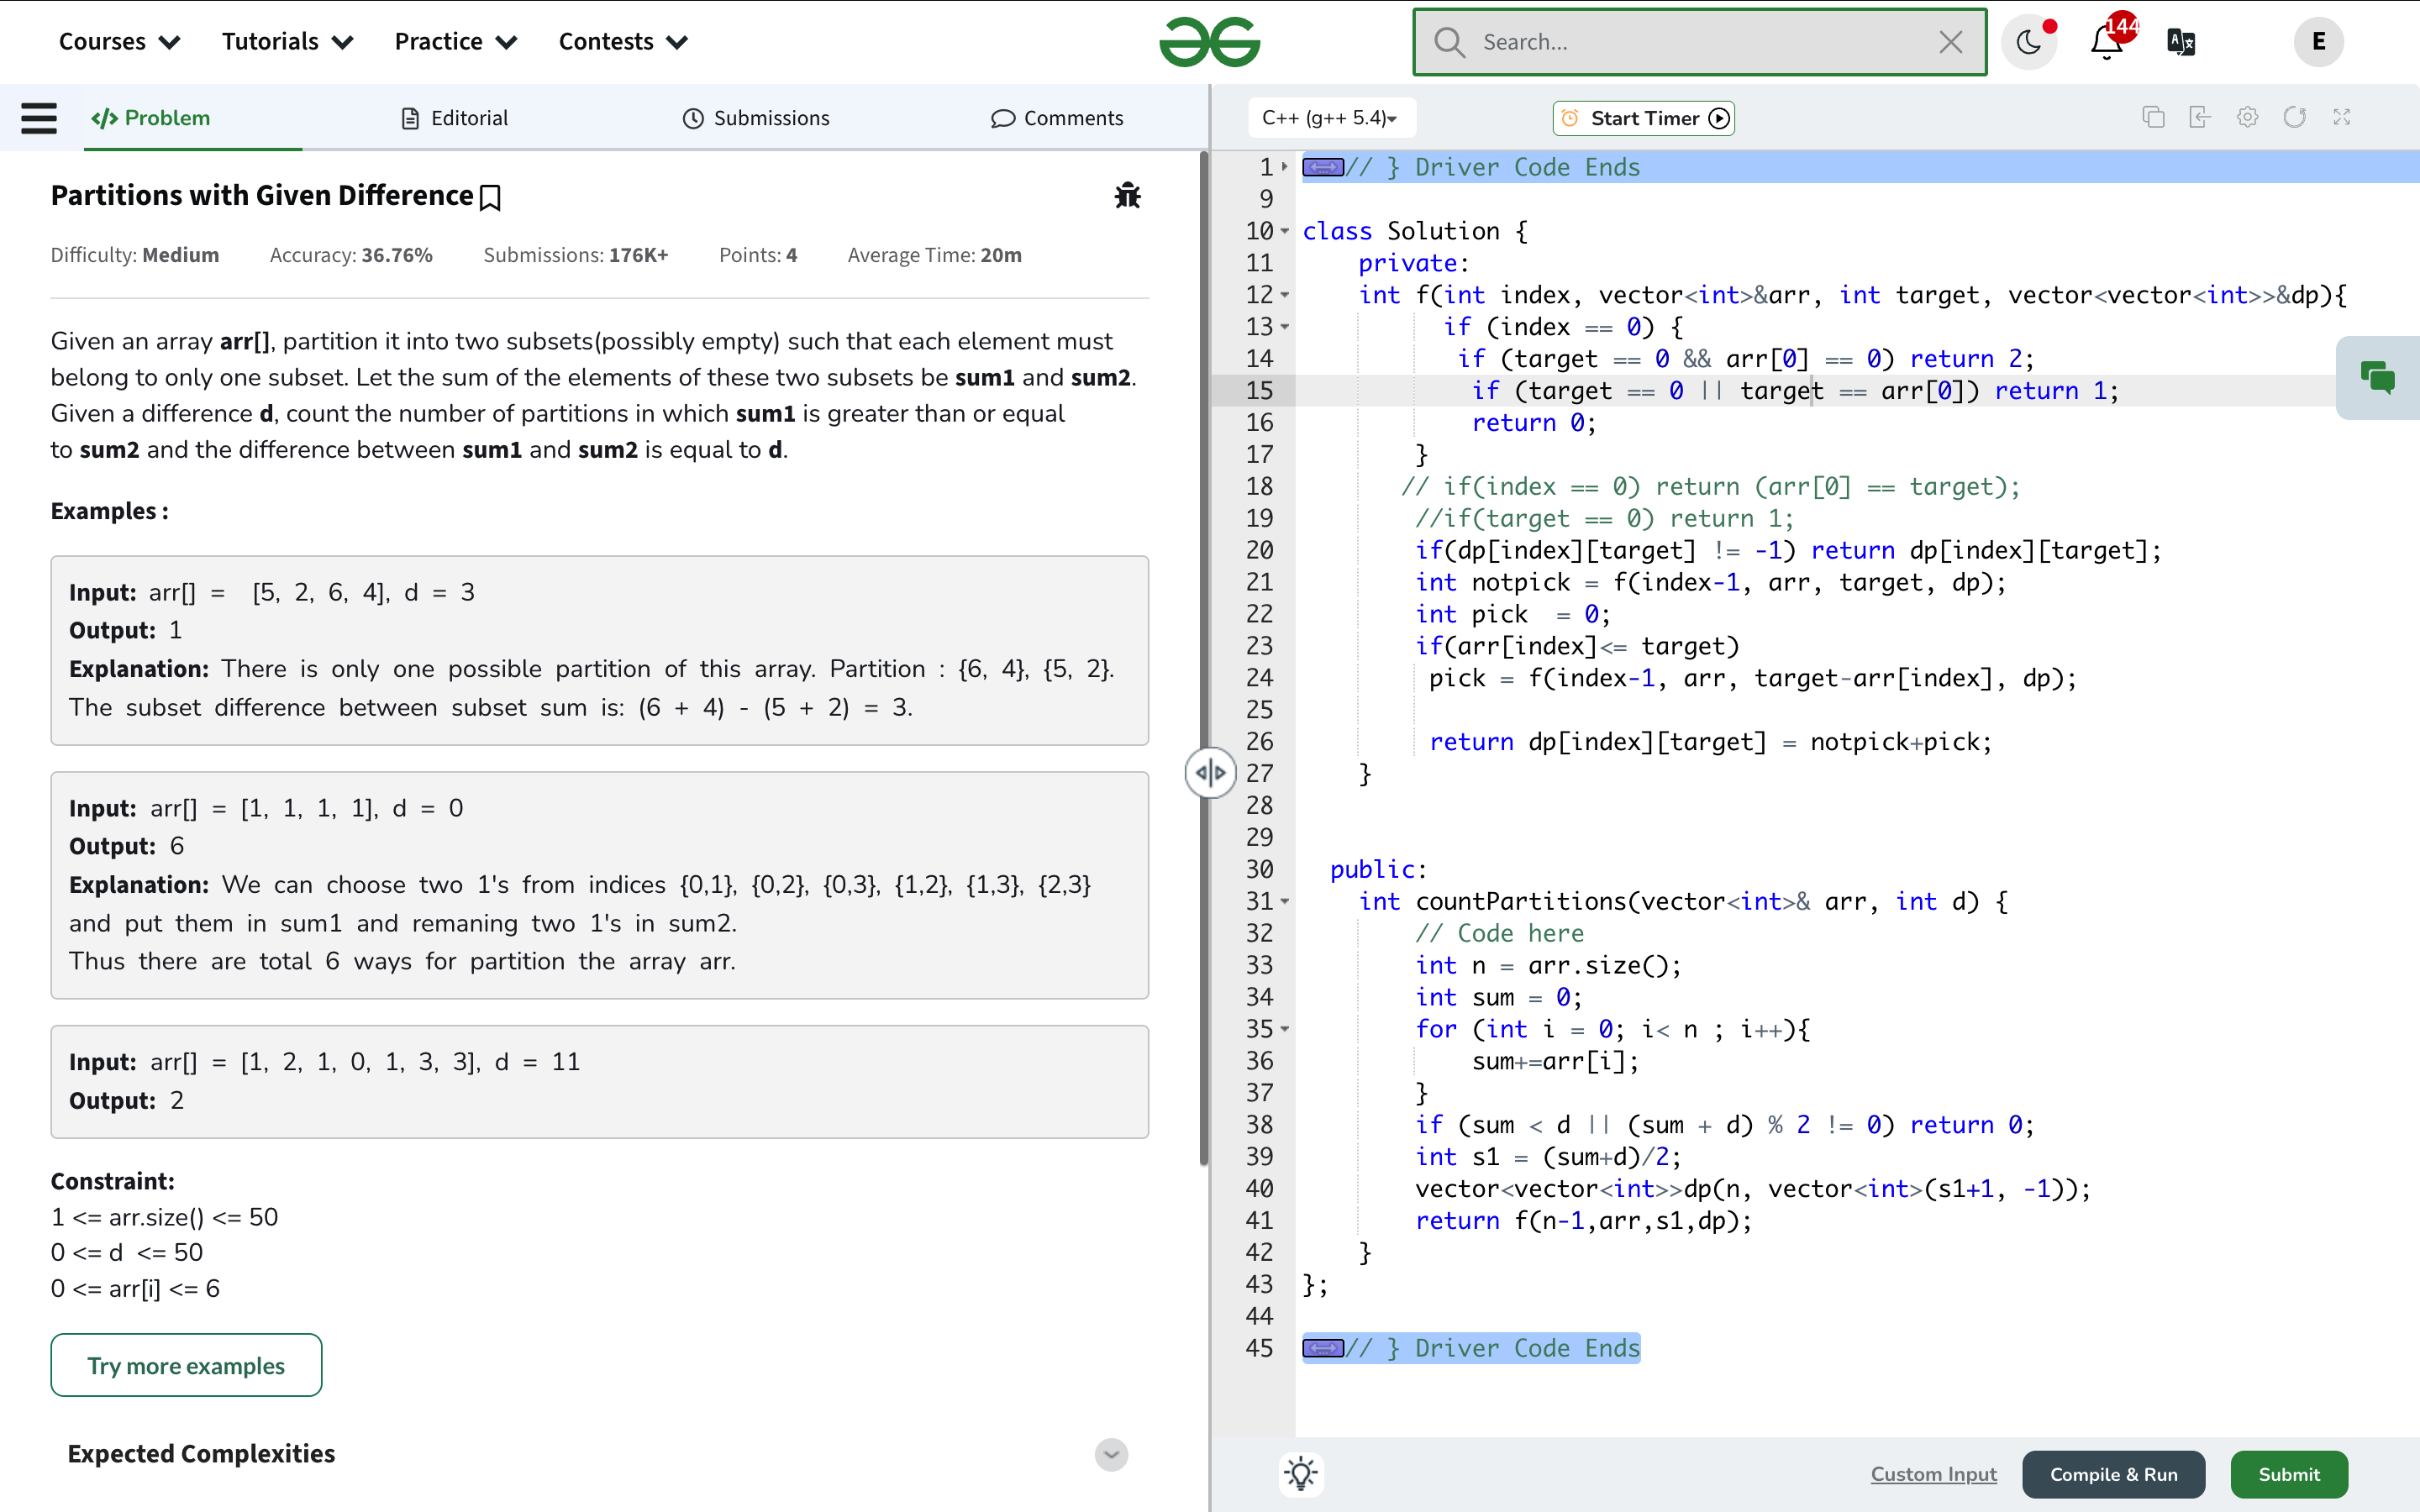 Courses Tutorials Practice Contests Search... 144 E
Problem Editorial Submissions Comments
Partitions with Given Difference
Difficulty: Medium Accuracy: 36.76% Submissions: 176K+ Points: 4 Average Time: 20m
Given an array arr[], partition it into two subsets(possibly empty) such that each element must
belong to only one subset. Let the sum of the elements of these two subsets be sum1 and sum2.
Given a difference d, count the number of partitions in which sum1 is greater than or equal
to sum2 and the difference between sum1 and sum2 is equal to d.
Examples :
Input: arr[] = [5, 2, 6, 4], d = 3
Output: 1
Explanation: There is only one possible partition of this array. Partition : {6, 4}, {5, 2}.
The subset difference between subset sum is: (6 + 4) - (5 + 2) = 3.
Input: arr[] = [1, 1, 1, 1], d = 0
Output: 6
Explanation: We can choose two 1's from indices {0,1}, {0,2}, {0,3}, {1,2}, {1,3}, {2,3}
and put them in sum1 and remaning two 1's in sum2.
Thus there are total 6 ways for partition the array arr.
Input: arr[] = [1, 2, 1, 0, 1, 3, 3], d = 11
Output: 2
Constraint:
1 <= arr.size() <= 50
0 <= d <= 50
0 <= arr[i] <= 6
Try more examples
Expected Complexities
C++ (g++ 5.4) Start Timer
1 // } Driver Code Ends
9
10 class Solution {
11 private:
12 int f(int index, vector<int>&arr, int target, vector<vector<int>>&dp){
13 if (index == 0) {
14 if (target == 0 && arr[0] == 0) return 2;
15 if (target == 0 || target == arr[0]) return 1;
16 return 0;
17 }
18 // if(index == 0) return (arr[0] == target);
19 //if(target == 0) return 1;
20 if(dp[index][target] != -1) return dp[index][target];
21 int notpick = f(index-1, arr, target, dp);
22 int pick = 0;
23 if(arr[index]<= target)
24 pick = f(index-1, arr, target-arr[index], dp);
25
26 return dp[index][target] = notpick+pick;
27 }
28
29
30 public:
31 int countPartitions(vector<int>& arr, int d) {
32 // Code here
33 int n = arr.size();
34 int sum = 0;
35 for (int i = 0; i< n ; i++){
36 sum+=arr[i];
37 }
38 if (sum < d || (sum + d) % 2 != 0) return 0;
39 int s1 = (sum+d)/2;
40 vector<vector<int>>dp(n, vector<int>(s1+1, -1));
41 return f(n-1,arr,s1,dp);
42 }
43 };
44
45 // } Driver Code Ends
Custom Input Compile & Run Submit